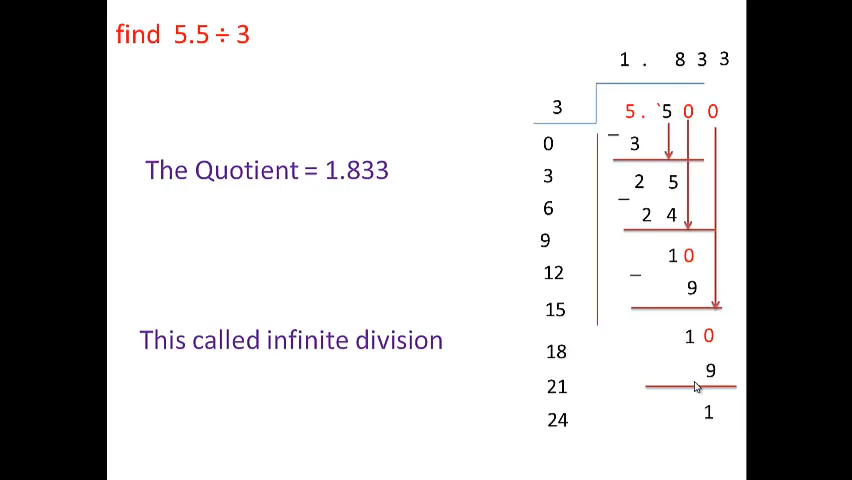 find 5.5 ÷ 3
1 . 8 3 3
3 5 . ` 5 0 0
0 − 3
The Quotient = 1.833
3 2 5
6 − 2 4
9
1 0
12 − 9
15
This called infinite division
1 0
18
9
21
24 1